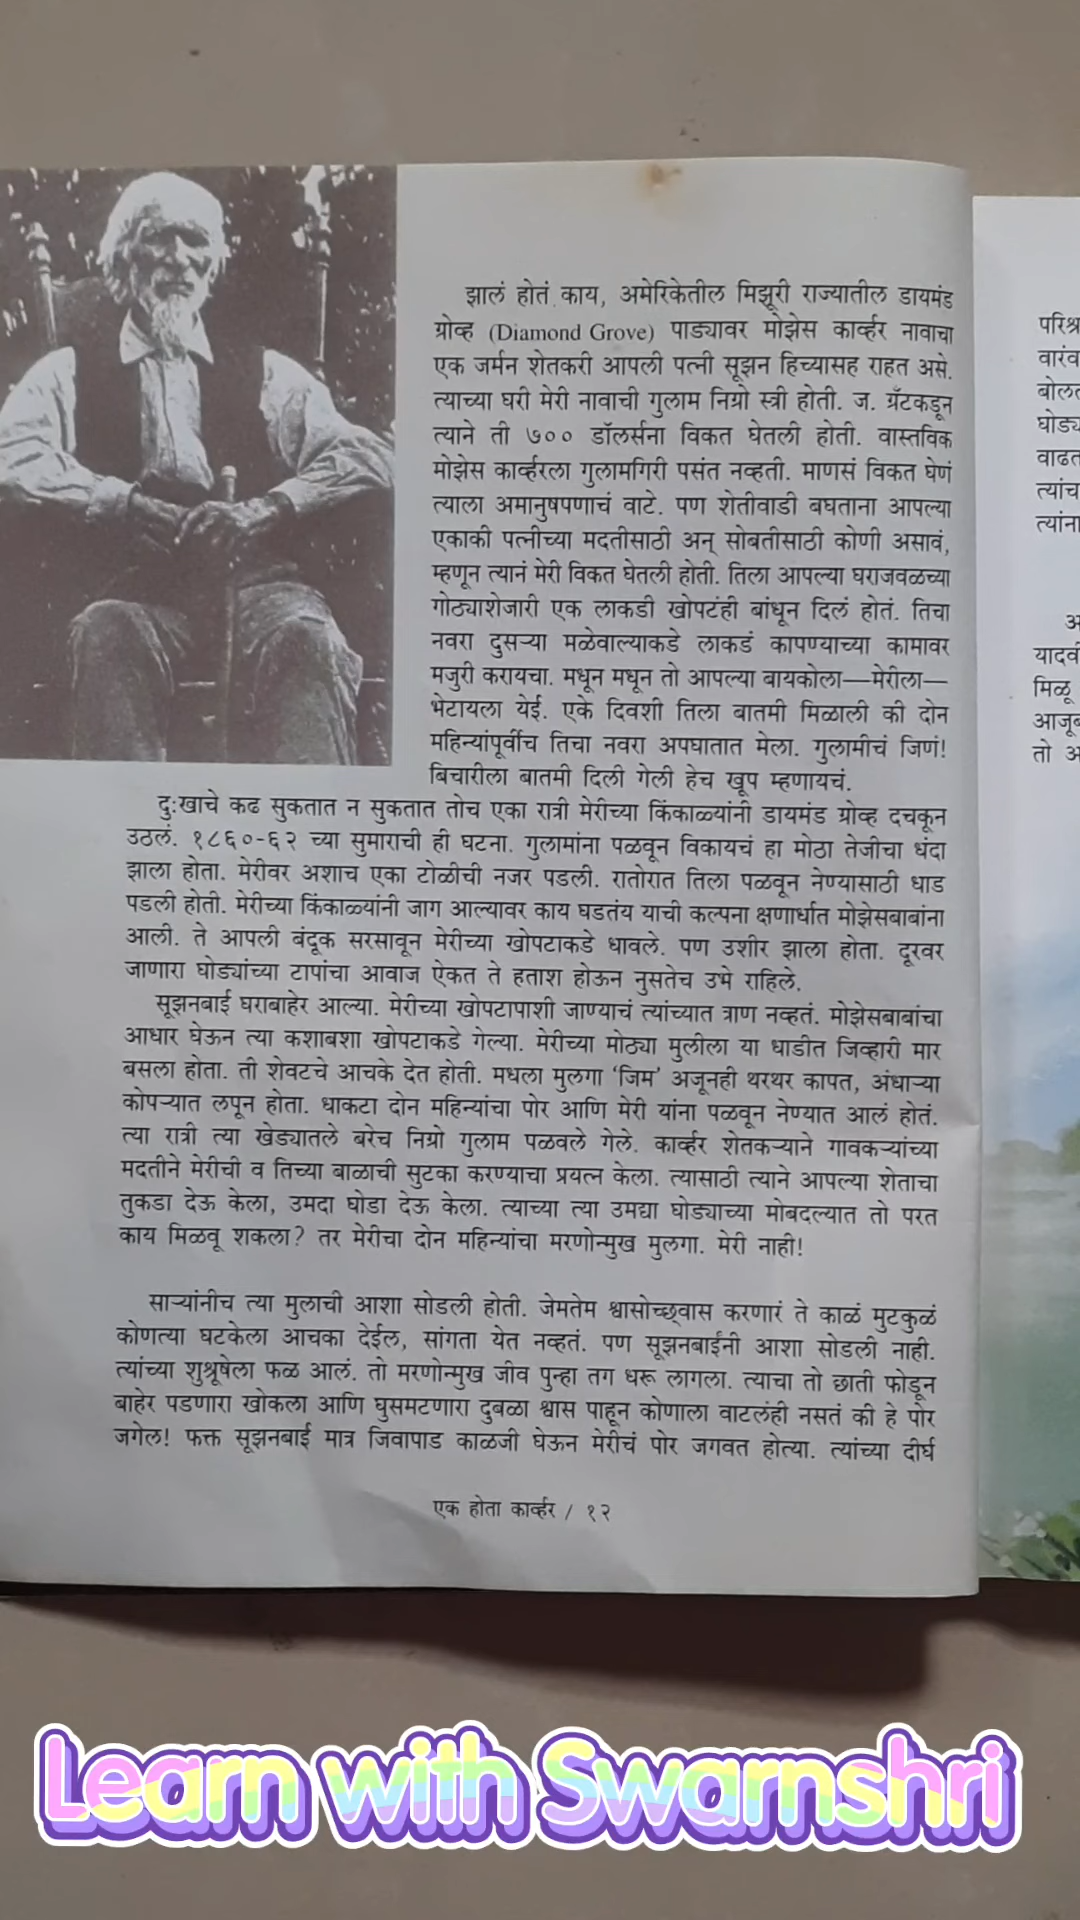 झालं होतं काय, अमेरिकेतील मिझूरी राज्यातील डायमंड
ग्रोव्ह (Diamond Grove) पाड्यावर मोझेस कार्व्हर नावाचा
एक जर्मन शेतकरी आपली पत्नी सूझन हिच्यासह राहत असे.
त्याच्या घरी मेरी नावाची गुलाम निग्रो स्त्री होती. ज. ग्रँटकडून
त्याने ती ७०० डॉलर्सना विकत घेतली होती. वास्तविक
मोझेस कार्व्हरला गुलामगिरी पसंत नव्हती. माणसं विकत घेणं
त्याला अमानुषपणाचं वाटे. पण शेतीवाडी बघताना आपल्या
एकाकी पत्नीच्या मदतीसाठी अन् सोबतीसाठी कोणी असावं,
म्हणून त्यानं मेरी विकत घेतली होती. तिला आपल्या घराजवळच्या
गोठ्याशेजारी एक लाकडी खोपटंही बांधून दिलं होतं. तिचा
नवरा दुसऱ्या मळेवाल्याकडे लाकडं कापण्याच्या कामावर
मजुरी करायचा. मधून मधून तो आपल्या बायकोला—मेरीला—
भेटायला येई. एके दिवशी तिला बातमी मिळाली की दोन
महिन्यांपूर्वीच तिचा नवरा अपघातात मेला. गुलामीचं जिणं!
बिचारीला बातमी दिली गेली हेच खूप म्हणायचं.
दुःखाचे कढ सुकतात न सुकतात तोच एका रात्री मेरीच्या किंकाळ्यांनी डायमंड ग्रोव्ह दचकून
उठलं. १८६०-६२ च्या सुमाराची ही घटना. गुलामांना पळवून विकायचं हा मोठा तेजीचा धंदा
झाला होता. मेरीवर अशाच एका टोळीची नजर पडली. रातोरात तिला पळवून नेण्यासाठी धाड
पडली होती. मेरीच्या किंकाळ्यांनी जाग आल्यावर काय घडतंय याची कल्पना क्षणार्धात मोझेसबाबांना
आली. ते आपली बंदूक सरसावून मेरीच्या खोपटाकडे धावले. पण उशीर झाला होता. दूरवर
जाणारा घोड्यांच्या टापांचा आवाज ऐकत ते हताश होऊन नुसतेच उभे राहिले.
सूझनबाई घराबाहेर आल्या. मेरीच्या खोपटापाशी जाण्याचं त्यांच्यात त्राण नव्हतं. मोझेसबाबांचा
आधार घेऊन त्या कशाबशा खोपटाकडे गेल्या. मेरीच्या मोठ्या मुलीला या धाडीत जिव्हारी मार
बसला होता. ती शेवटचे आचके देत होती. मधला मुलगा ‘जिम’ अजूनही थरथर कापत, अंधाऱ्या
कोपऱ्यात लपून होता. धाकटा दोन महिन्यांचा पोर आणि मेरी यांना पळवून नेण्यात आलं होतं.
त्या रात्री त्या खेड्यातले बरेच निग्रो गुलाम पळवले गेले. कार्व्हर शेतकऱ्याने गावकऱ्यांच्या
मदतीने मेरीची व तिच्या बाळाची सुटका करण्याचा प्रयत्न केला. त्यासाठी त्याने आपल्या शेताचा
तुकडा देऊ केला, उमदा घोडा देऊ केला. त्याच्या त्या उमद्या घोड्याच्या मोबदल्यात तो परत
काय मिळवू शकला? तर मेरीचा दोन महिन्यांचा मरणोन्मुख मुलगा. मेरी नाही!
साऱ्यांनीच त्या मुलाची आशा सोडली होती. जेमतेम श्वासोच्छ्वास करणारं ते काळं मुटकुळं
कोणत्या घटकेला आचका देईल, सांगता येत नव्हतं. पण सूझनबाईंनी आशा सोडली नाही.
त्यांच्या शुश्रूषेला फळ आलं. तो मरणोन्मुख जीव पुन्हा तग धरू लागला. त्याचा तो छाती फोडून
बाहेर पडणारा खोकला आणि घुसमटणारा दुबळा श्वास पाहून कोणाला वाटलंही नसतं की हे पोर
जगेल! फक्त सूझनबाई मात्र जिवापाड काळजी घेऊन मेरीचं पोर जगवत होत्या. त्यांच्या दीर्घ
एक होता कार्व्हर / १२
वारंव
वाढत
यादवी
मिळू
तो
Learn with Swarnshri